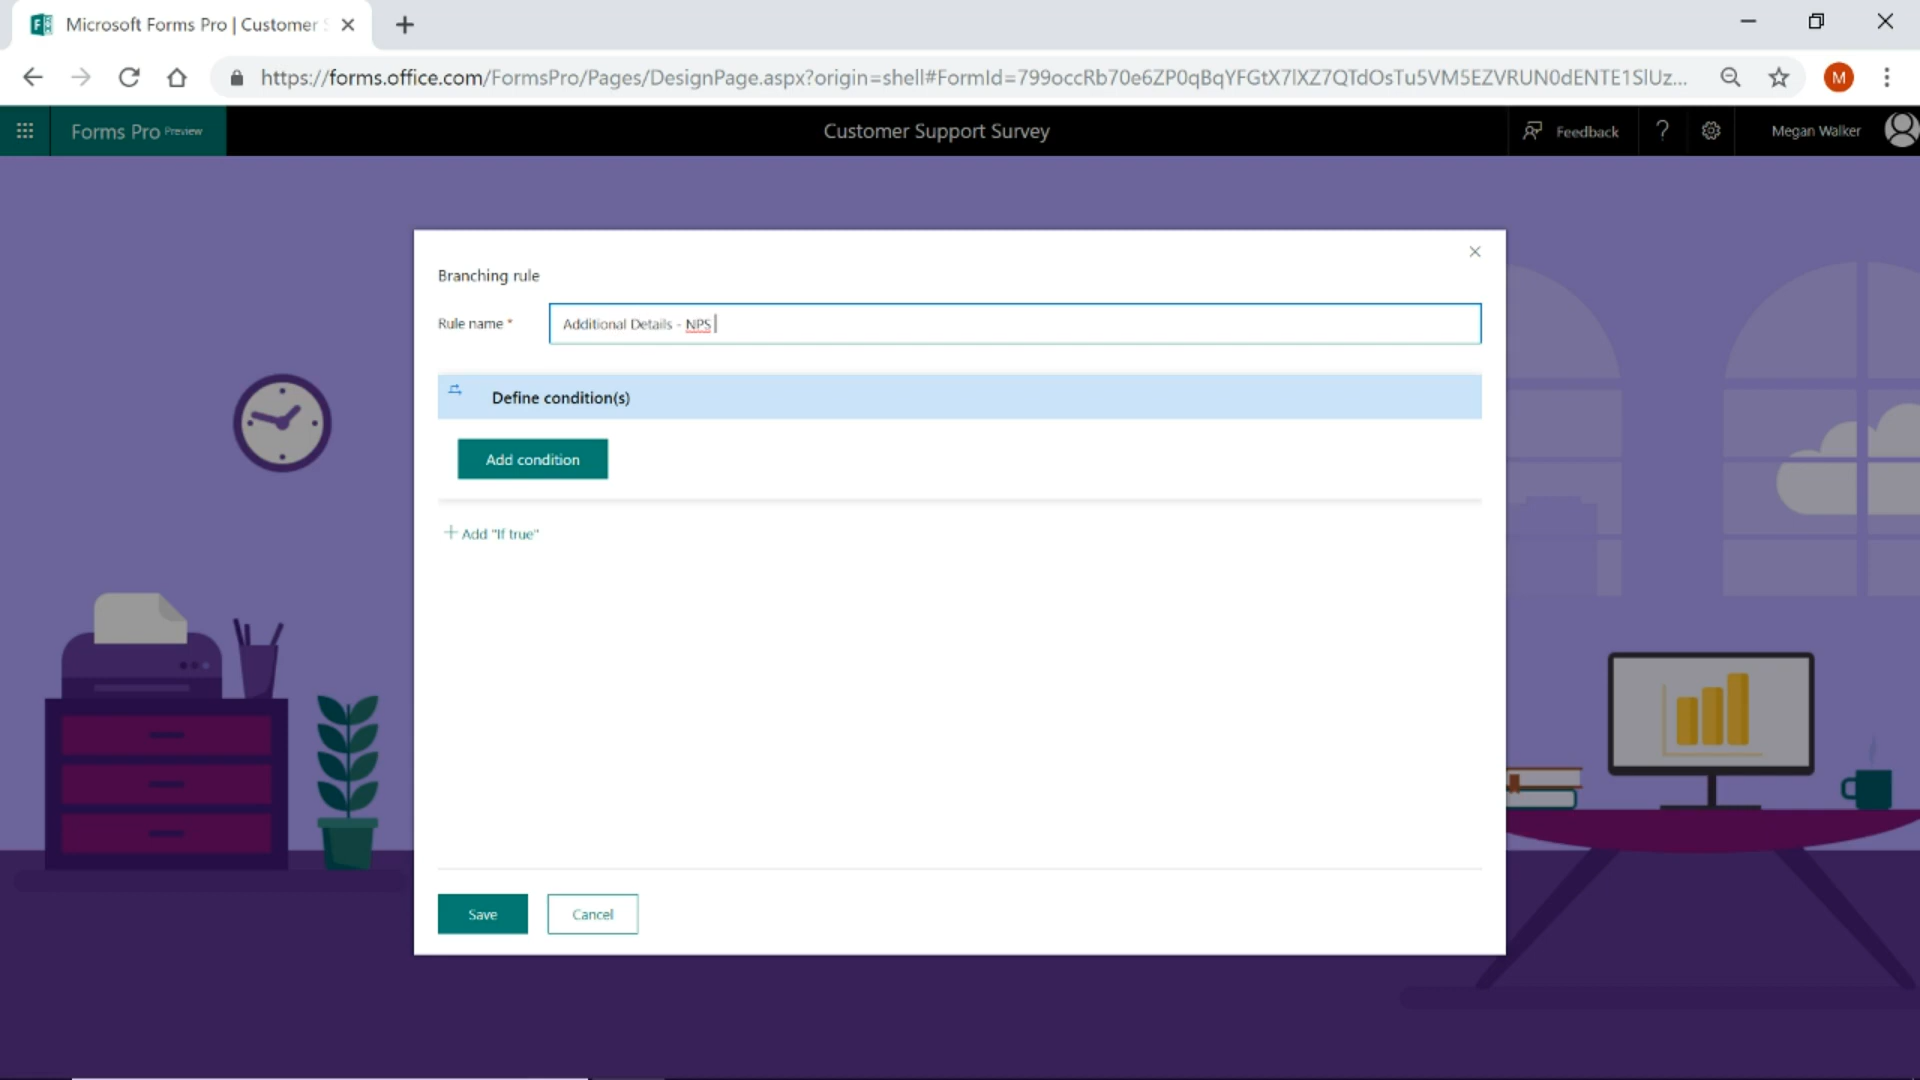 Microsoft Forms Pro | Customer
https://forms.office.com/FormsPro/Pages/DesignPage.aspx?origin=shell#FormId=799occRb70e6ZP0qBqYFGtX7lXZ7QTdOsTu5VM5EZVRUN0dENTE1SlUz...
M
Forms Pro Preview
Customer Support Survey
Feedback
?
Megan Walker
Branching rule
Rule name *
Additional Details - NPS
Define condition(s)
Add condition
Add "If true"
Save
Cancel